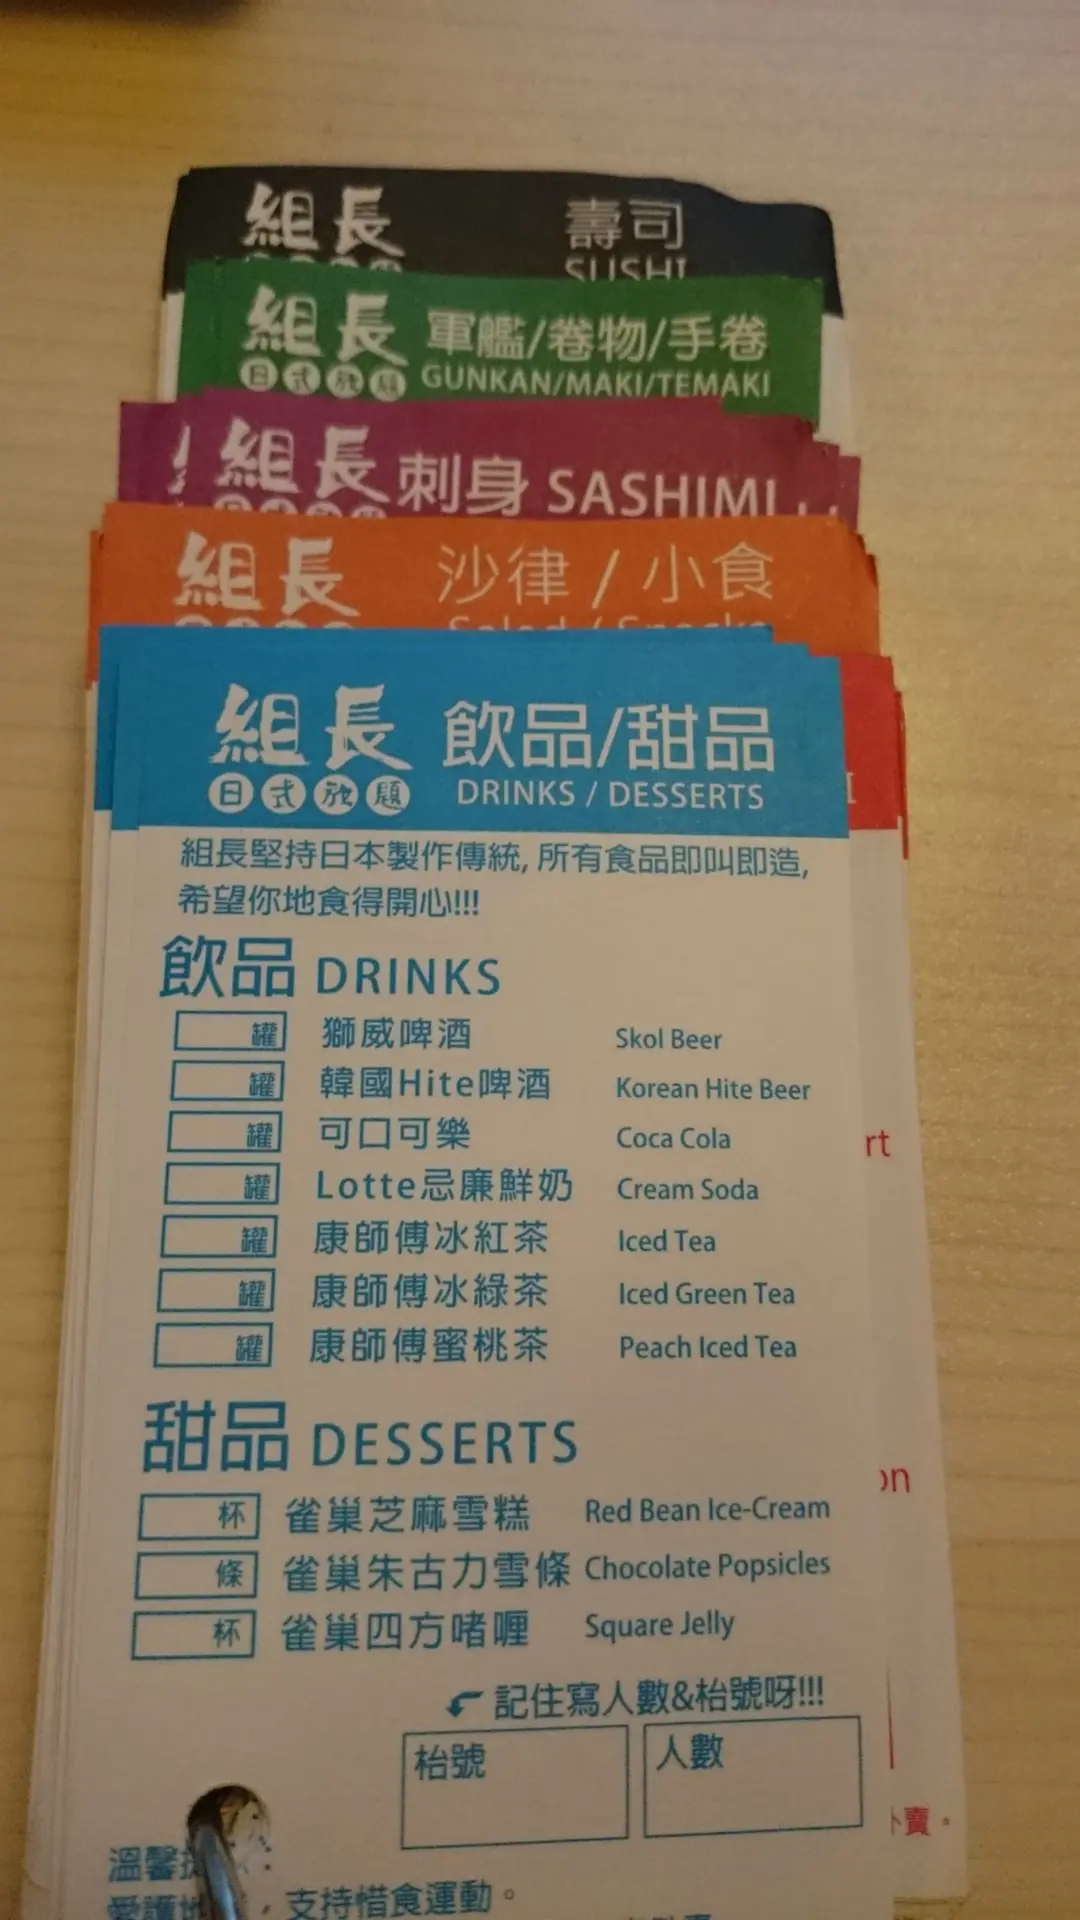 組長 壽司
SUSHI
組長 軍艦/卷物/手卷
日式放題 GUNKAN/MAKI/TEMAKI
組長 刺身 SASHIMI
組長 沙律 / 小食
Salad / Snacks
組長 飲品/甜品
日式放題 DRINKS / DESSERTS
組長堅持日本製作傳統, 所有食品即叫即造,
希望你地食得開心!!!
飲品 DRINKS
罐 獅威啤酒 Skol Beer
罐 韓國Hite啤酒 Korean Hite Beer
罐 可口可樂 Coca Cola
罐 Lotte忌廉鮮奶 Cream Soda
罐 康師傅冰紅茶 Iced Tea
罐 康師傅冰綠茶 Iced Green Tea
罐 康師傅蜜桃茶 Peach Iced Tea
甜品 DESSERTS
杯 雀巢芝麻雪糕 Red Bean Ice-Cream
條 雀巢朱古力雪條 Chocolate Popsicles
杯 雀巢四方啫喱 Square Jelly
記住寫人數&枱號呀!!!
枱號 人數
溫馨
愛護地 ，支持惜食運動。
rt
on
外賣。